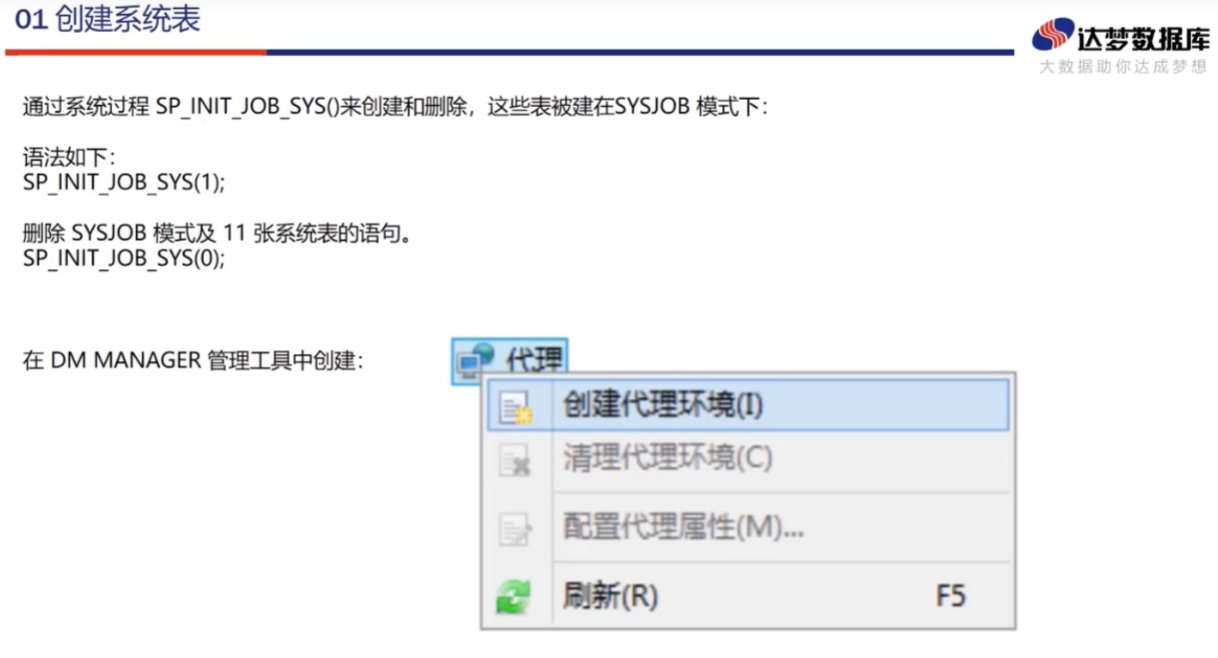 01 创建系统表
达梦数据库
大数据助你达成梦想
通过系统过程 SP_INIT_JOB_SYS()来创建和删除，这些表被建在SYSJOB 模式下：
语法如下：
SP_INIT_JOB_SYS(1);
删除 SYSJOB 模式及 11 张系统表的语句。
SP_INIT_JOB_SYS(0);
在 DM MANAGER 管理工具中创建：
代理
创建代理环境(I)
清理代理环境(C)
配置代理属性(M)...
刷新(R) F5